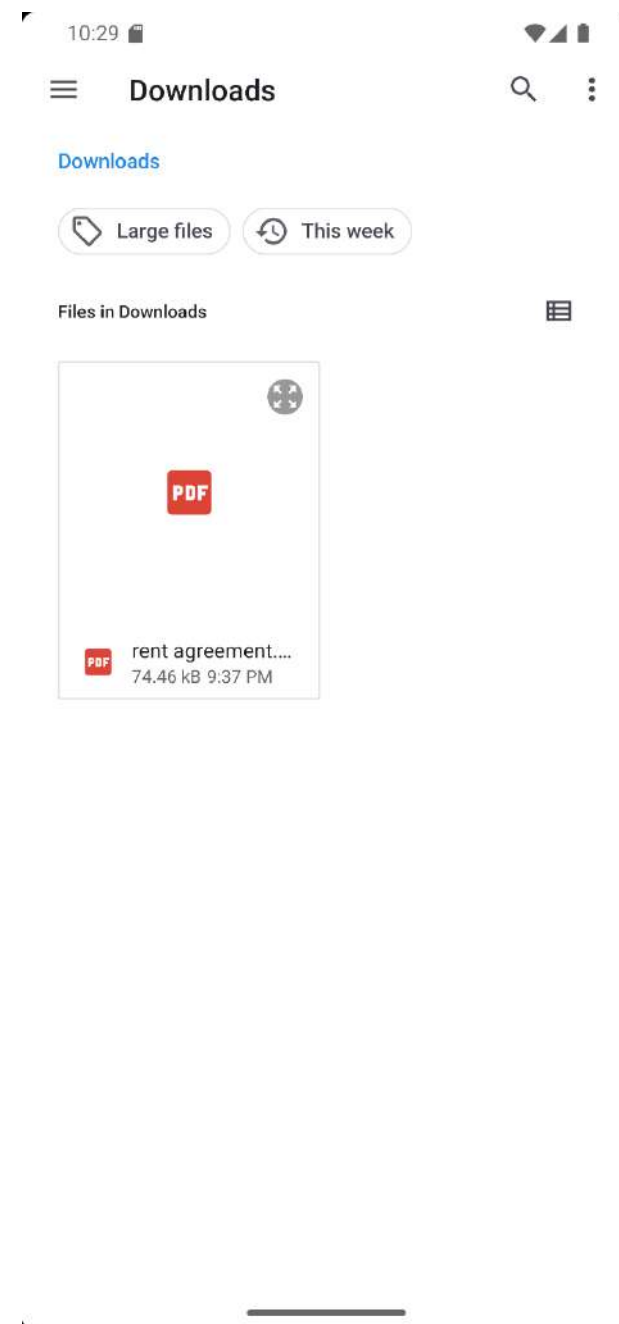 10:29
Downloads
Downloads
Large files
This week
Files in Downloads
PDF
PDF
rent agreement....
74.46 kB 9:37 PM